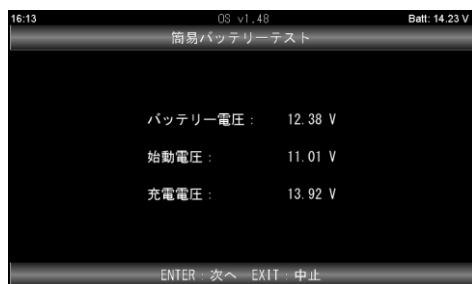 16:13 OS v1.48 Batt: 14.23 V
簡易バッテリーテスト
バッテリー電圧： 12.38 V
始動電圧： 11.01 V
充電電圧： 13.92 V
ENTER：次へ EXIT：中止